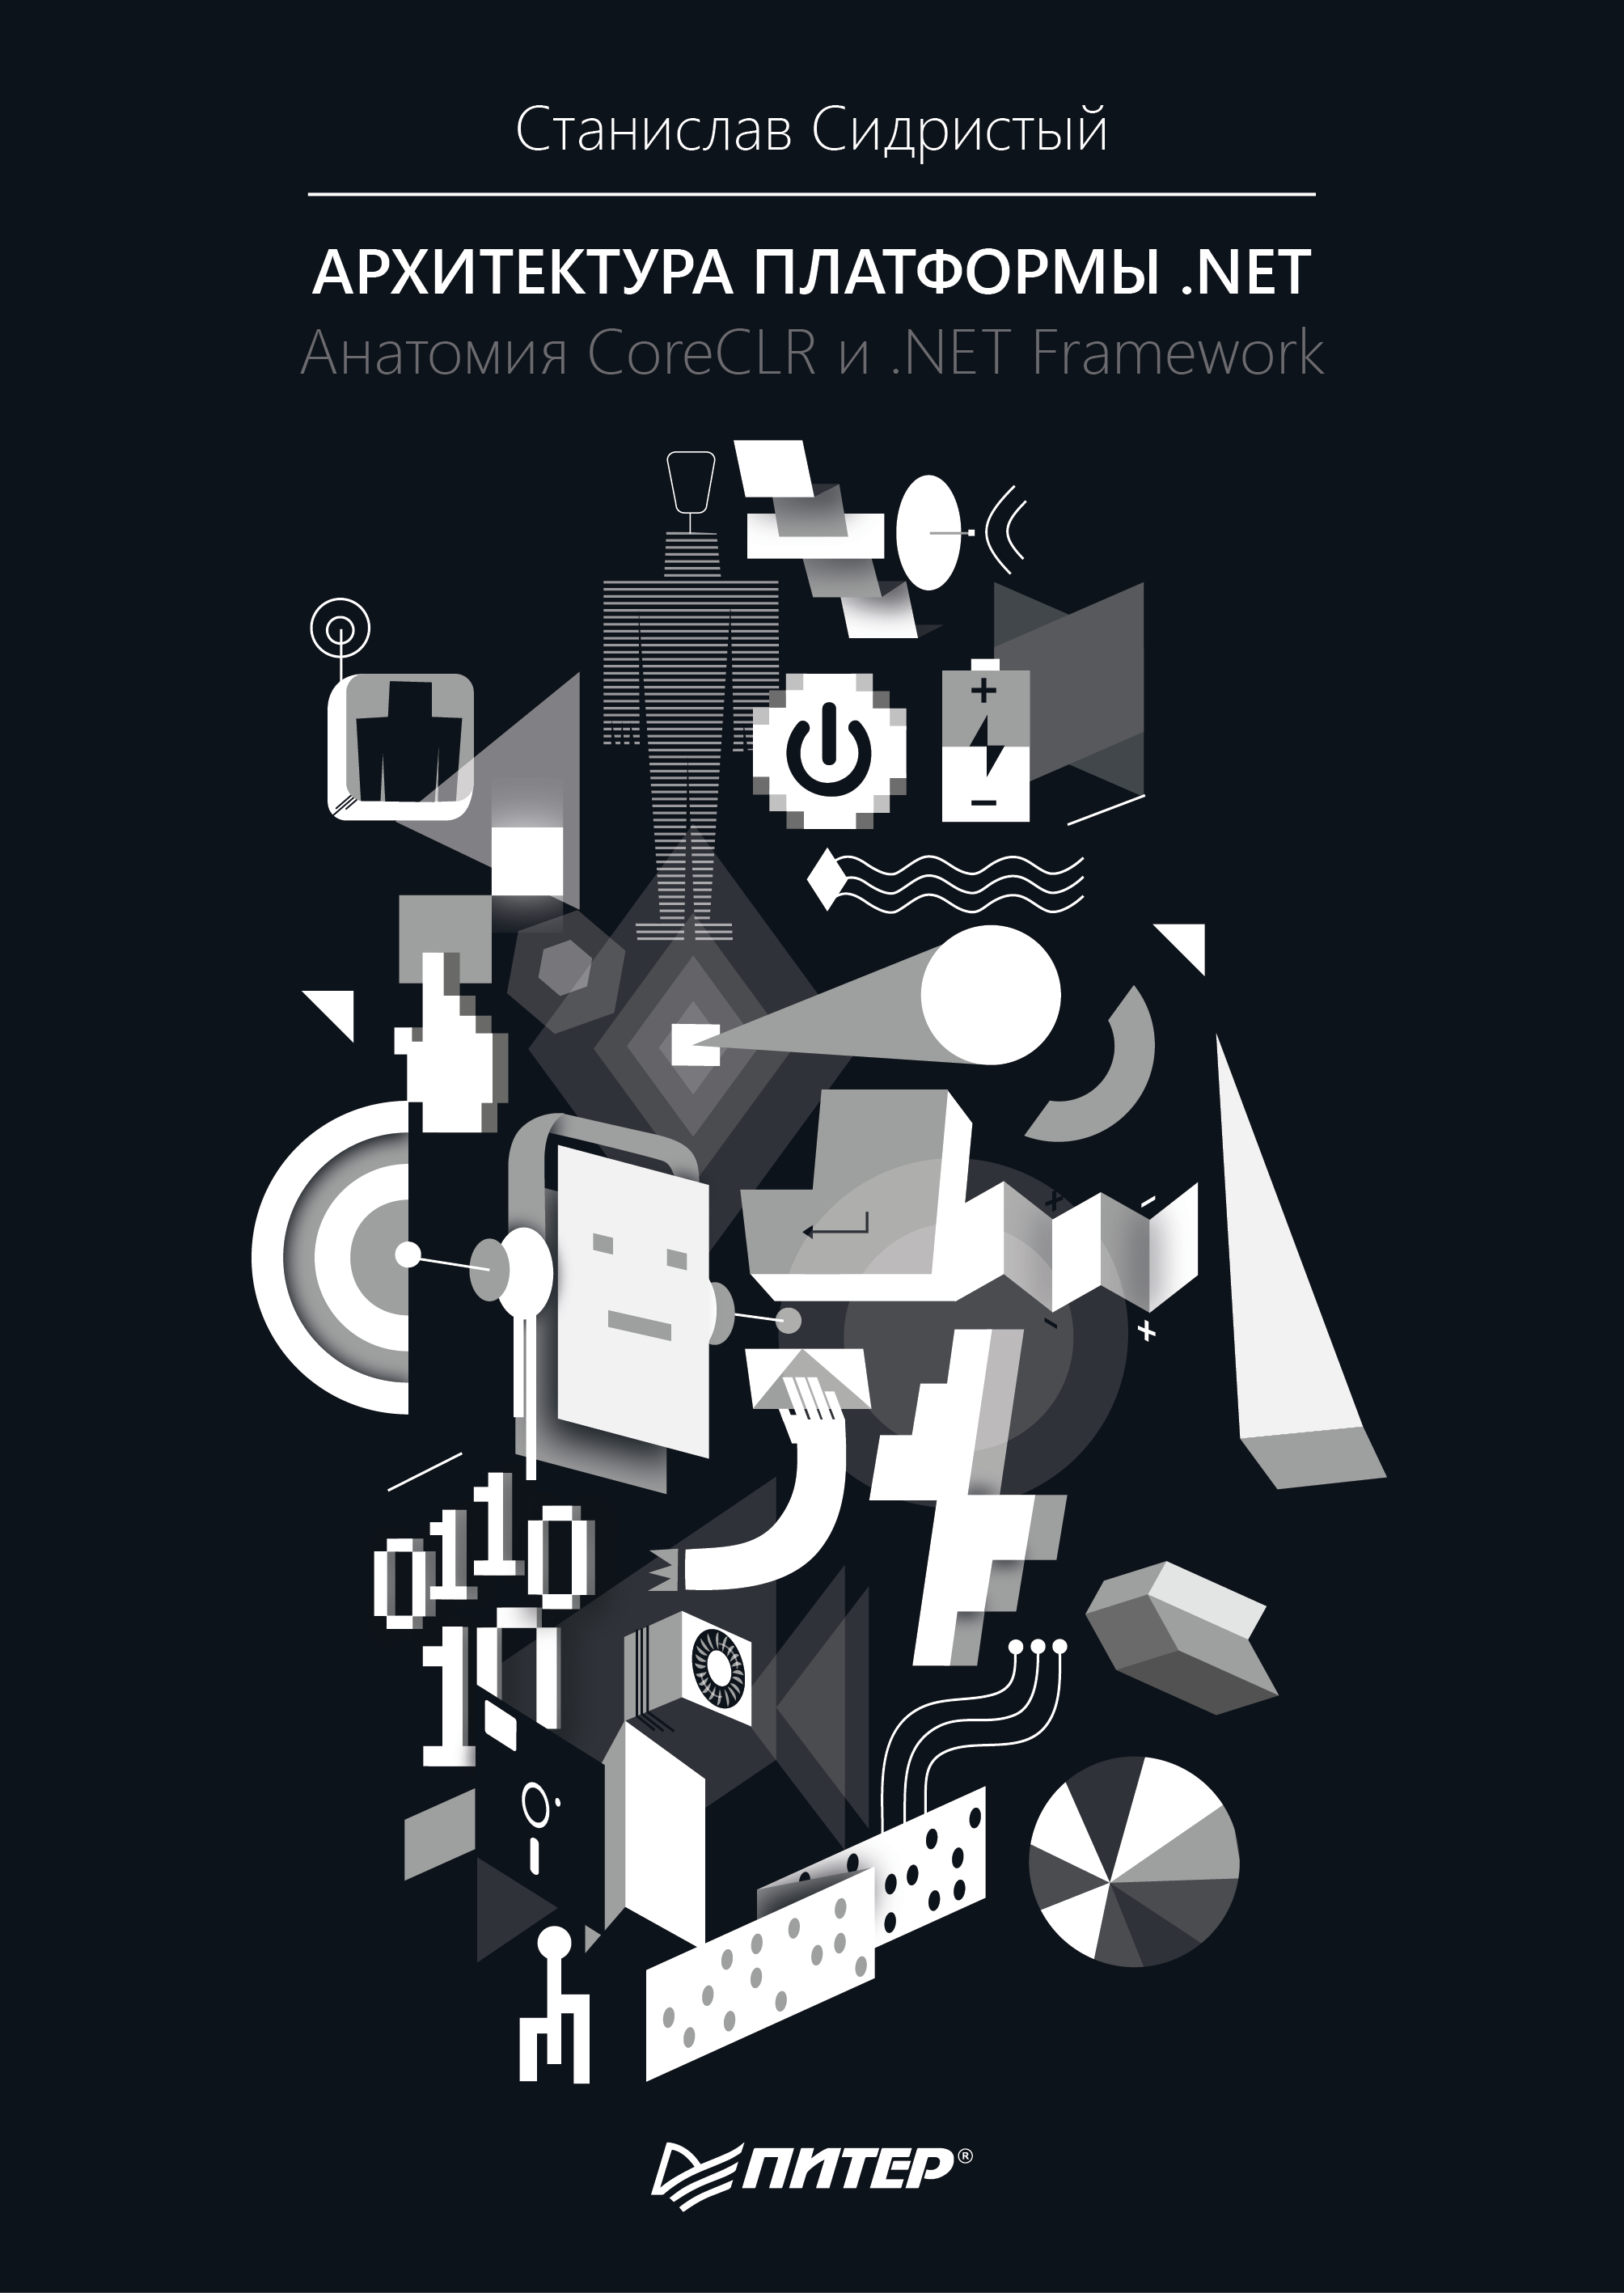 Станислав Сидристый
АРХИТЕКТУРА ПЛАТФОРМЫ .NET
Анатомия CoreCLR и .NET Framework
+
−
+ −
- +
0110
10
ПИТЕР®